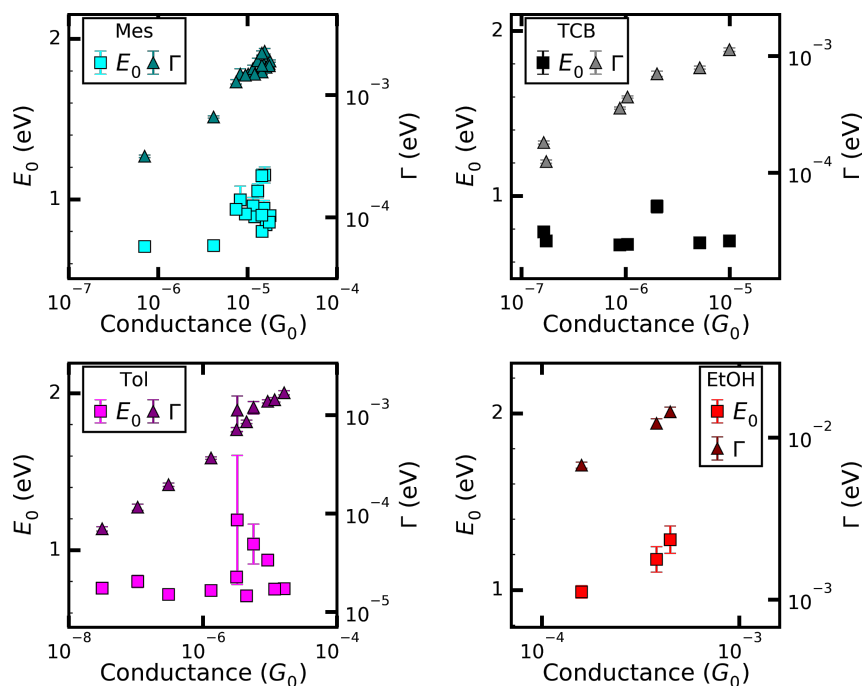 Mes
E₀ Γ
2
1
E₀ (eV)
10⁻³
10⁻⁴
Γ (eV)
10⁻⁷ 10⁻⁶ 10⁻⁵ 10⁻⁴
Conductance (G₀)
TCB
E₀ Γ
2
1
E₀ (eV)
10⁻³
10⁻⁴
Γ (eV)
10⁻⁷ 10⁻⁶ 10⁻⁵
Conductance (G₀)
Tol
E₀ Γ
2
1
E₀ (eV)
10⁻³
10⁻⁴
10⁻⁵
Γ (eV)
10⁻⁸ 10⁻⁶ 10⁻⁴
Conductance (G₀)
EtOH
E₀
Γ
2
1
E₀ (eV)
10⁻²
10⁻³
Γ (eV)
10⁻⁴ 10⁻³
Conductance (G₀)